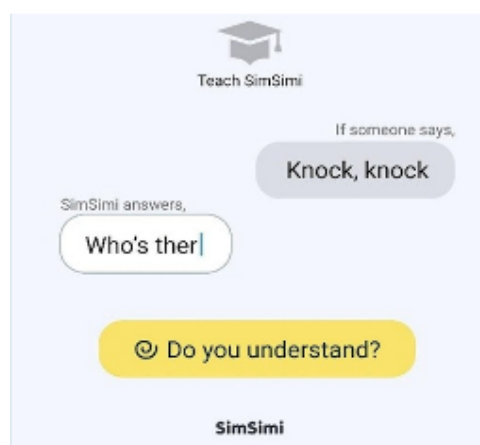 Teach SimSimi
If someone says,
Knock, knock
SimSimi answers,
Who's ther
Do you understand?
SimSimi